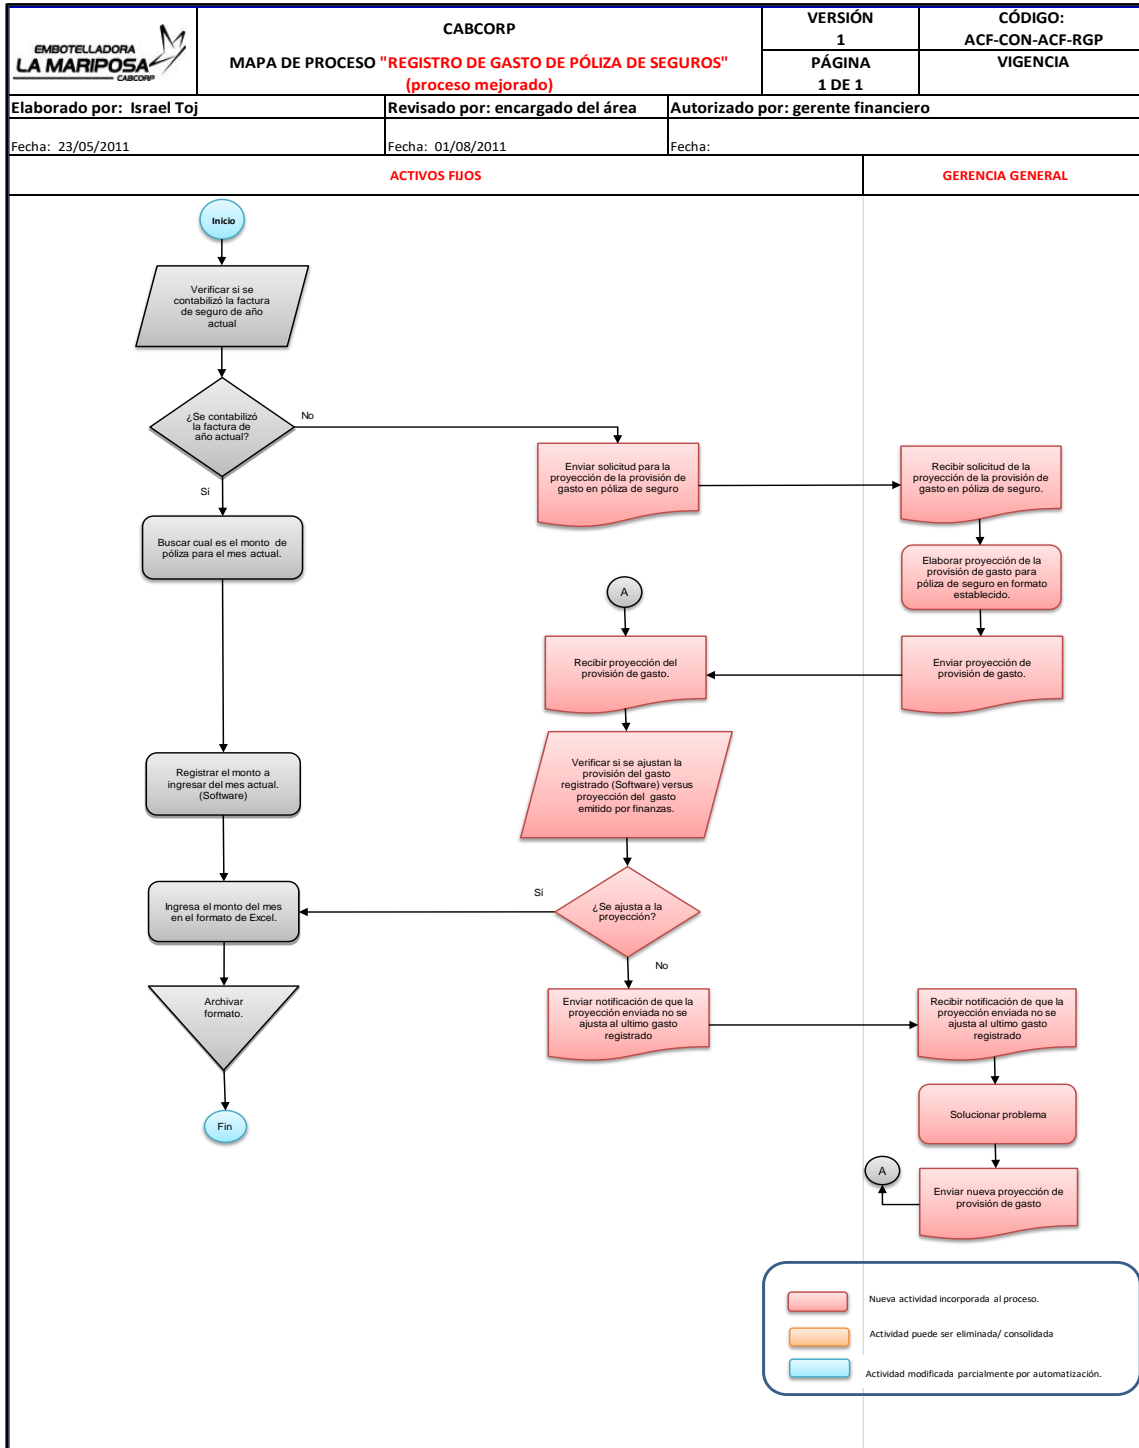 EMBOTELLADORA
LA MARIPOSA
CABCORP
CABCORP
MAPA DE PROCESO "REGISTRO DE GASTO DE PÓLIZA DE SEGUROS"
(proceso mejorado)
VERSIÓN
1
CÓDIGO:
ACF-CON-ACF-RGP
PÁGINA
1 DE 1
VIGENCIA
Elaborado por: Israel Toj
Revisado por: encargado del área
Autorizado por: gerente financiero
Fecha: 23/05/2011
Fecha: 01/08/2011
Fecha:
ACTIVOS FIJOS
GERENCIA GENERAL
Inicio
Verificar si se
contabilizó la factura
de seguro de año
actual
¿Se contabilizó
la factura de
año actual?
No
Sí
Enviar solicitud para la
proyección de la provisión de
gasto en póliza de seguro
Recibir solicitud de la
proyección de la provisión de
gasto en póliza de seguro.
Buscar cual es el monto de
póliza para el mes actual.
Elaborar proyección de la
provisión de gasto para
póliza de seguro en formato
establecido.
A
Recibir proyección del
provisión de gasto.
Enviar proyección de
provisión de gasto.
Verificar si se ajustan la
provisión del gasto
registrado (Software) versus
proyección del gasto
emitido por finanzas.
Registrar el monto a
ingresar del mes actual.
(Software)
Ingresa el monto del mes
en el formato de Excel.
Sí
¿Se ajusta a la
proyección?
No
Archivar
formato.
Enviar notificación de que la
proyección enviada no se
ajusta al ultimo gasto
registrado
Recibir notificación de que la
proyección enviada no se
ajusta al ultimo gasto
registrado
Fin
Solucionar problema
A
Enviar nueva proyección de
provisión de gasto
Nueva actividad incorporada al proceso.
Actividad puede ser eliminada/ consolidada
Actividad modificada parcialmente por automatización.